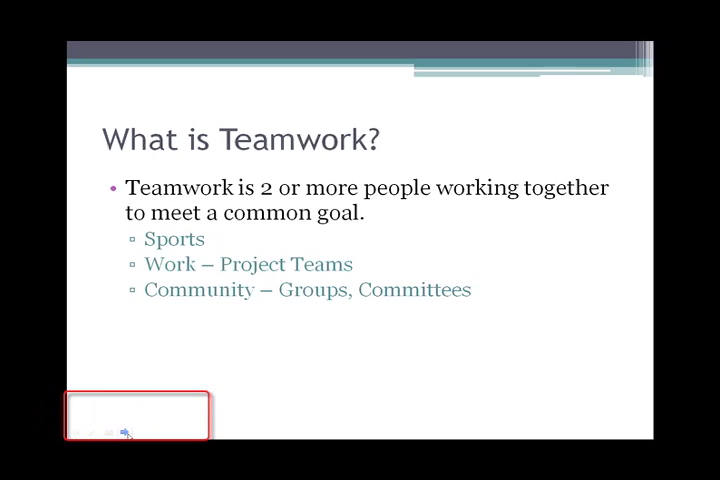 What is Teamwork?
• Teamwork is 2 or more people working together
to meet a common goal.
▫ Sports
▫ Work – Project Teams
▫ Community – Groups, Committees